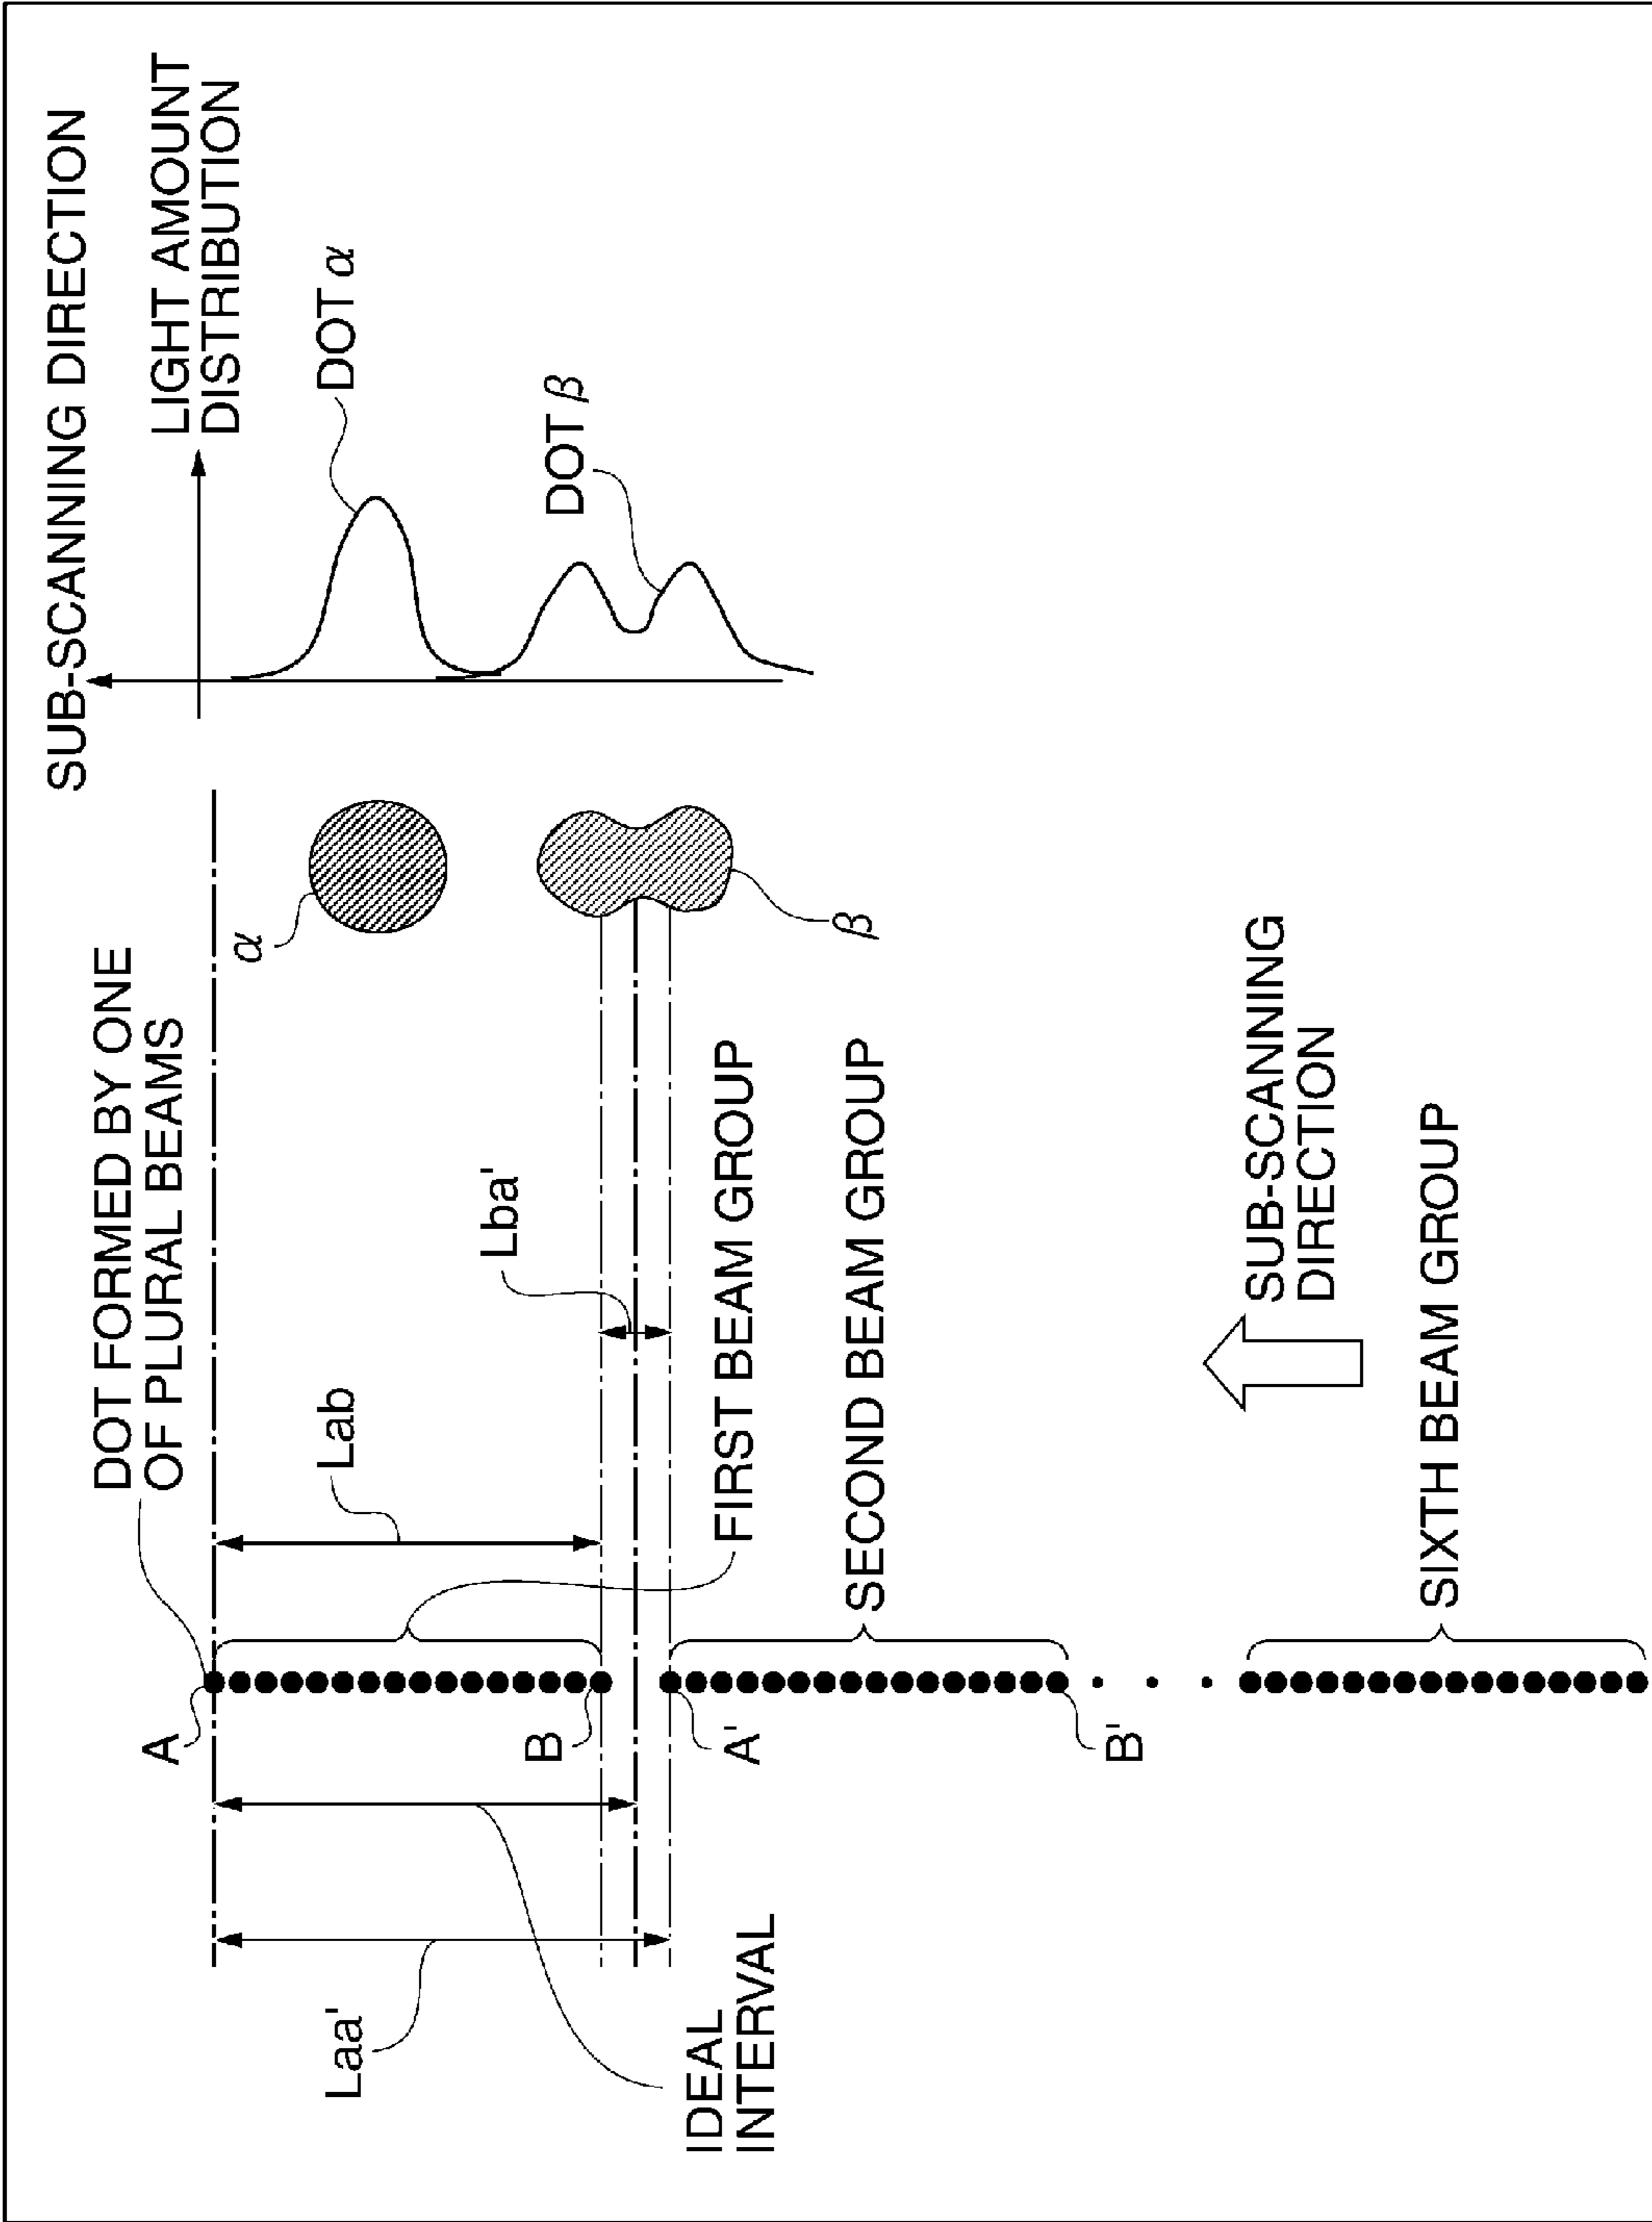 SUB-SCANNING DIRECTION
LIGHT AMOUNT
DISTRIBUTION
DOT α
DOT β
α
β
DOT FORMED BY ONE
OF PLURAL BEAMS
Lab
Lba'
FIRST BEAM GROUP
SECOND BEAM GROUP
SUB-SCANNING
DIRECTION
SIXTH BEAM GROUP
A
B
A'
B'
Laa'
IDEAL
INTERVAL